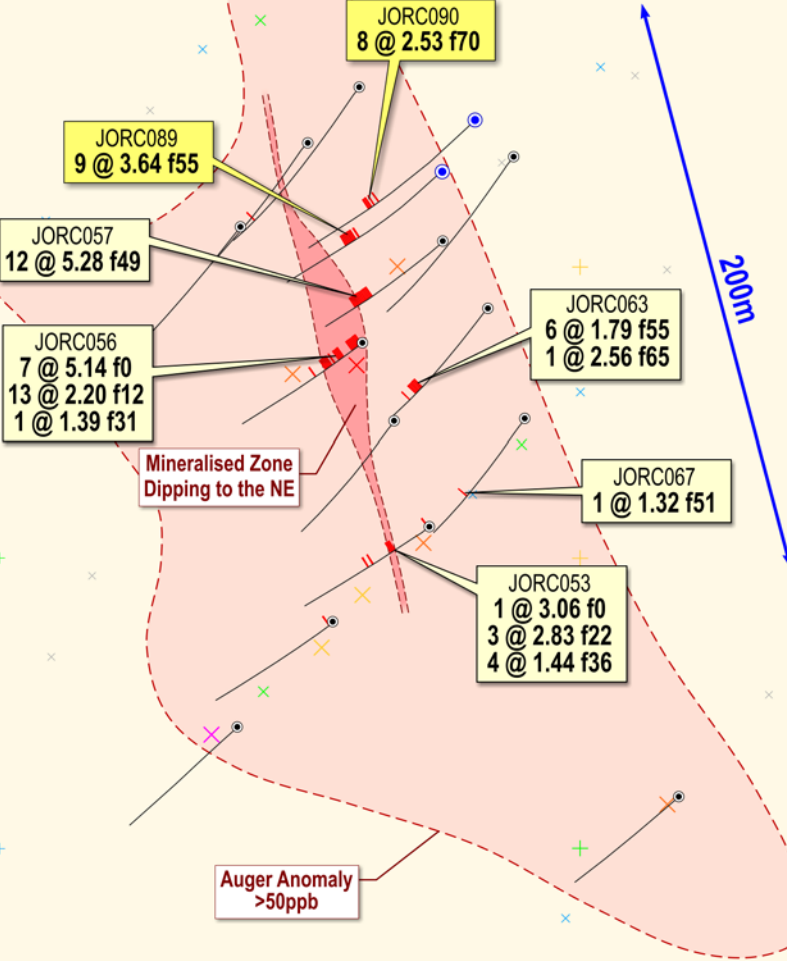 JORC090
8 @ 2.53 f70
JORC089
9 @ 3.64 f55
JORC057
12 @ 5.28 f49
200m
JORC063
6 @ 1.79 f55
1 @ 2.56 f65
JORC056
7 @ 5.14 f0
13 @ 2.20 f12
1 @ 1.39 f31
Mineralised Zone
Dipping to the NE
JORC067
1 @ 1.32 f51
JORC053
1 @ 3.06 f0
3 @ 2.83 f22
4 @ 1.44 f36
Auger Anomaly
>50ppb